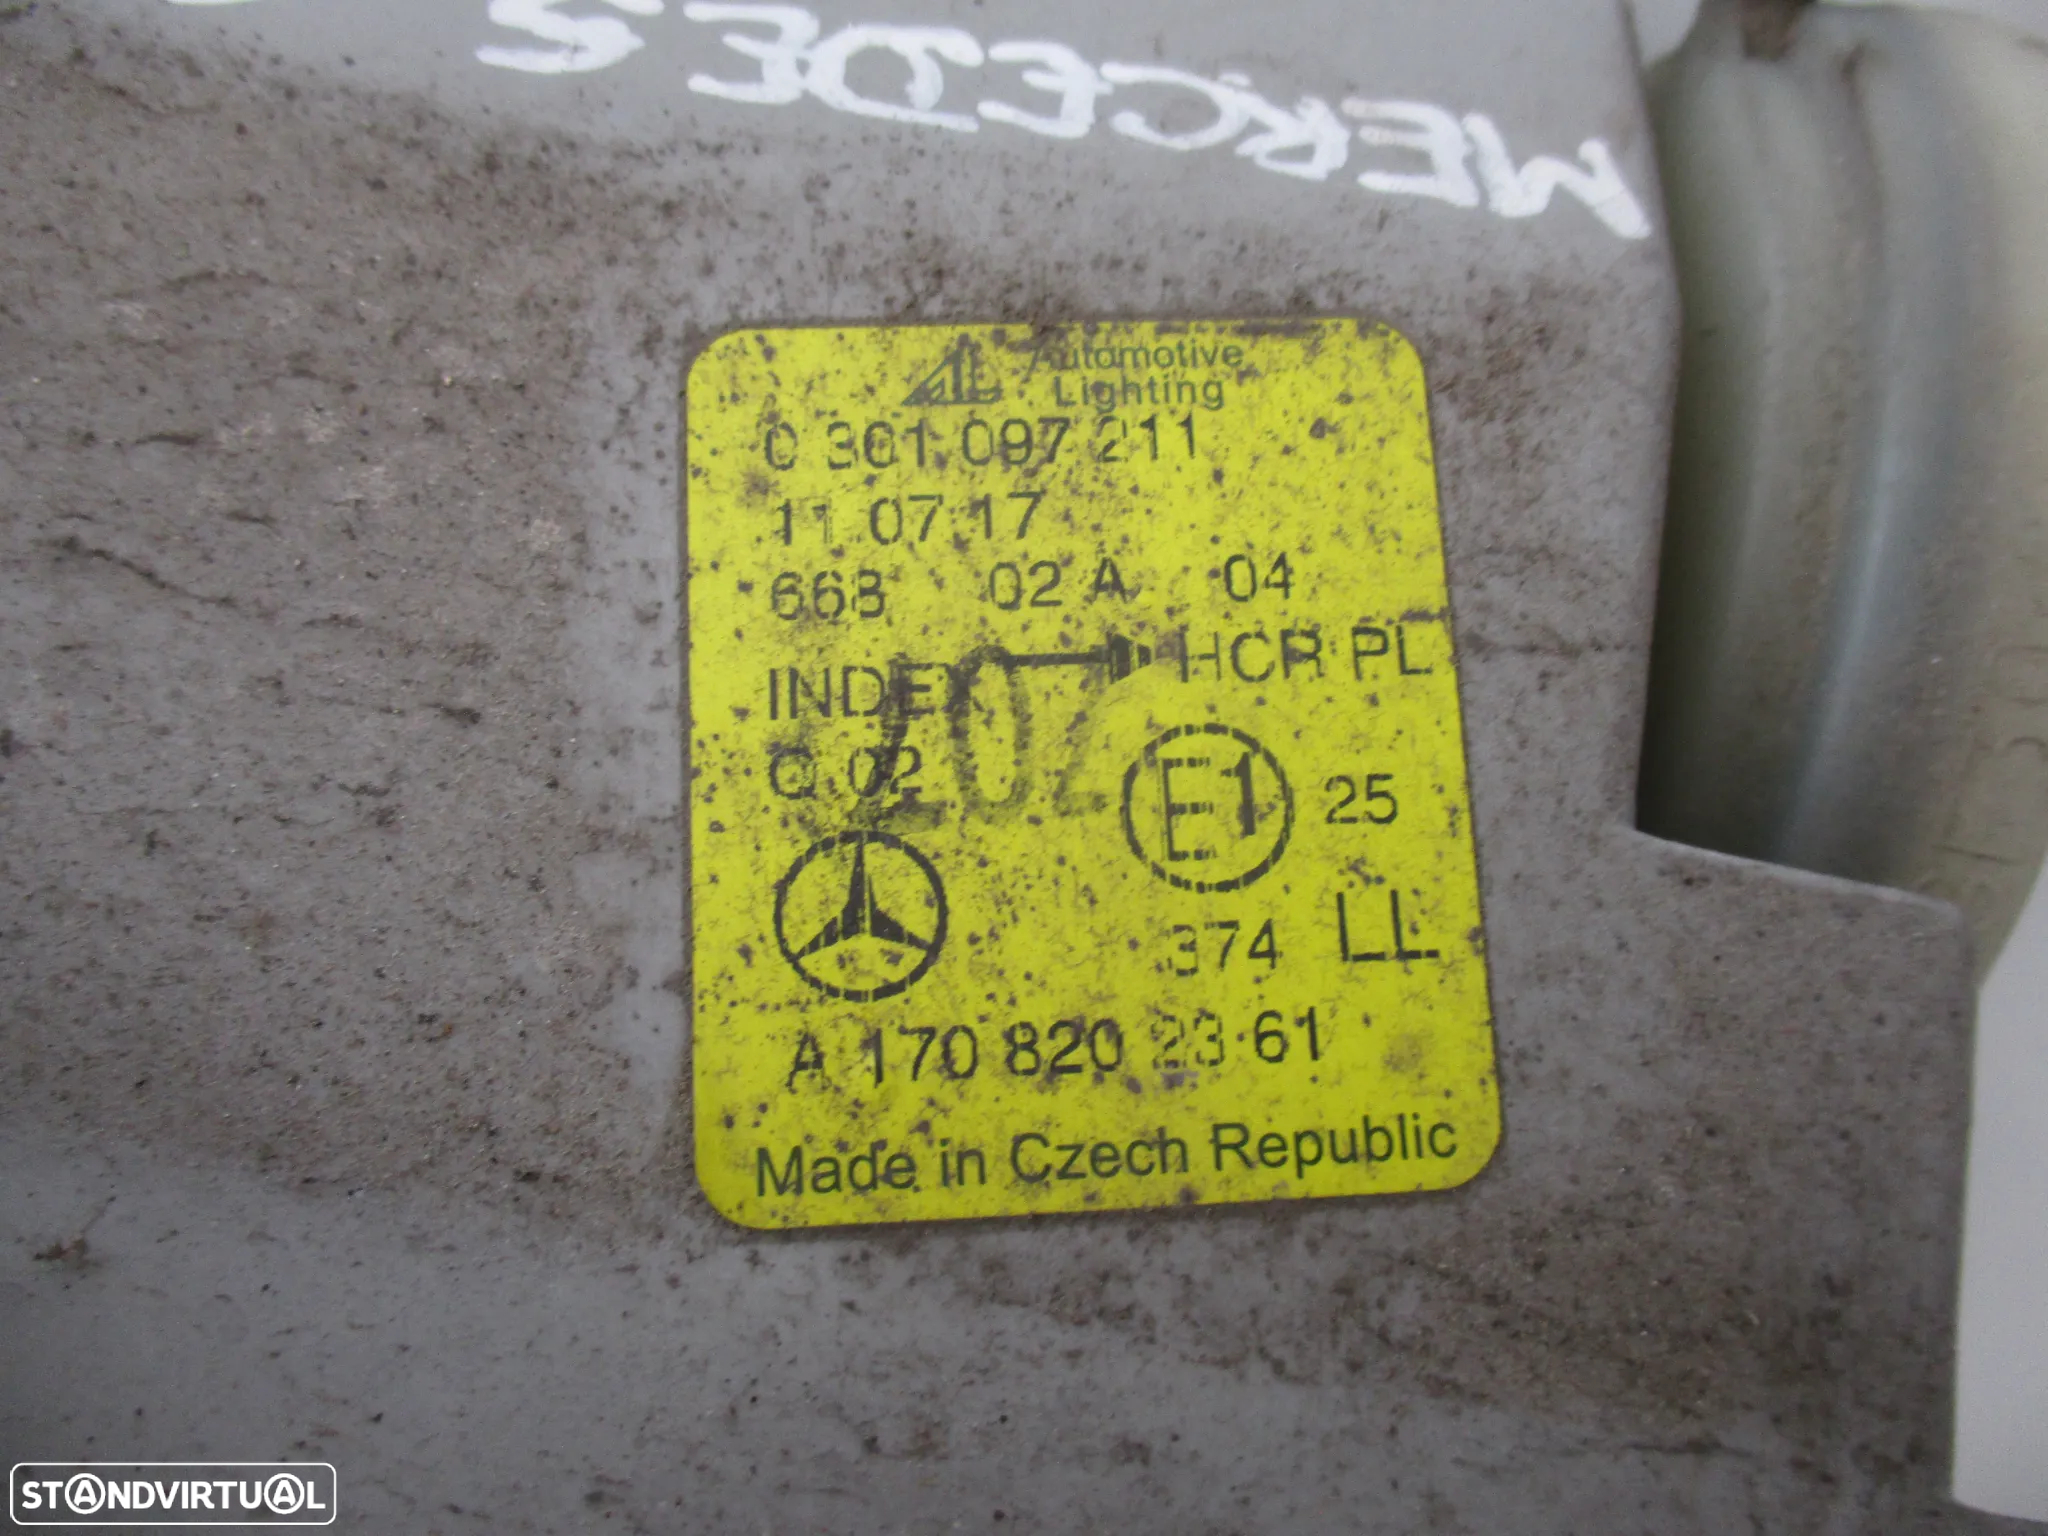 MERCEDES
AL Automotive
Lighting
0 301 097 211
11 07 17
668 02 A 04
INDEX HCR PL
Q 02 E1 25
374 LL
A 170 820 23 61
Made in Czech Republic
STANDVIRTUAL